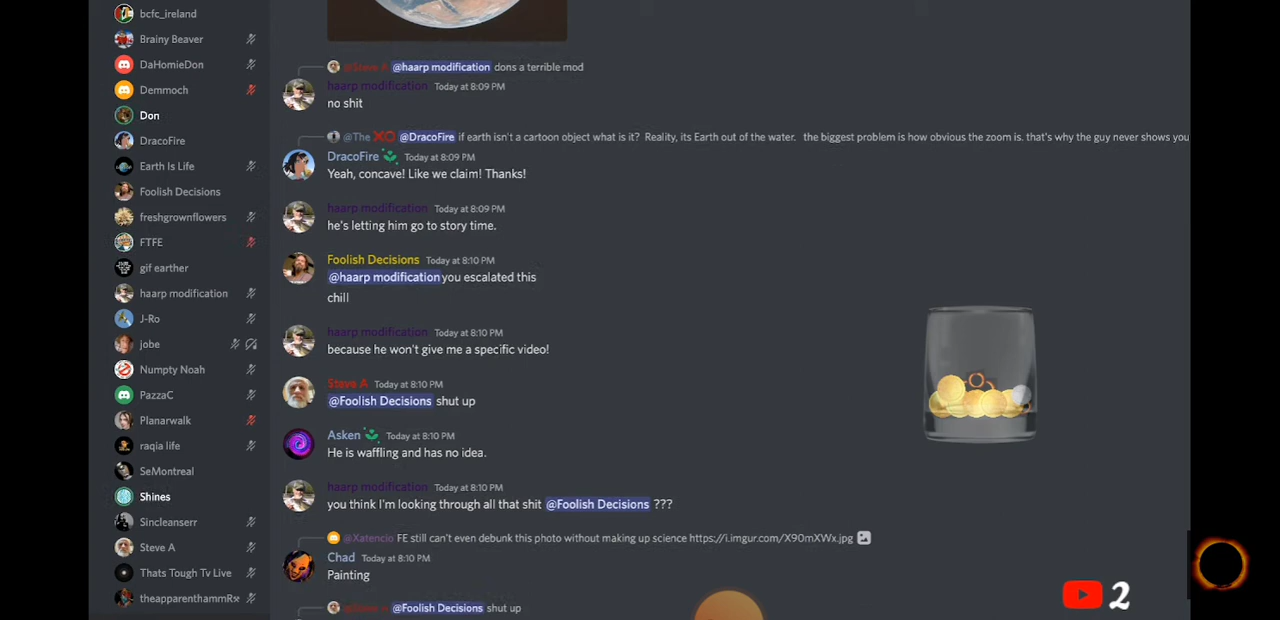 bcfc_ireland
Brainy Beaver
DaHomieDon
Demmoch
Don
DracoFire
Earth Is Life
Foolish Decisions
freshgrownflowers
FTFE
gif earther
haarp modification
J-Ro
jobe
Numpty Noah
PazzaC
Planarwalk
raqia life
SeMontreal
Shines
Sincleanserr
Steve A
Thats Tough Tv Live
theapparenthammR
@Steve A @haarp modification dons a terrible mod
haarp modification Today at 8:09 PM
no shit
@The ❌⭕ @DracoFire if earth isn't a cartoon object what is it? Reality, its Earth out of the water. the biggest problem is how obvious the zoom is. that's why the guy never shows you
DracoFire Today at 8:09 PM
Yeah, concave! Like we claim! Thanks!
haarp modification Today at 8:09 PM
he's letting him go to story time.
Foolish Decisions Today at 8:10 PM
@haarp modification you escalated this
chill
haarp modification Today at 8:10 PM
because he won't give me a specific video!
Steve A Today at 8:10 PM
@Foolish Decisions shut up
Asken Today at 8:10 PM
He is waffling and has no idea.
haarp modification Today at 8:10 PM
you think I'm looking through all that shit @Foolish Decisions ???
@Xatencio FE still can't even debunk this photo without making up science https://i.imgur.com/X90mXWx.jpg
Chad Today at 8:10 PM
Painting
@Steve A @Foolish Decisions shut up
2